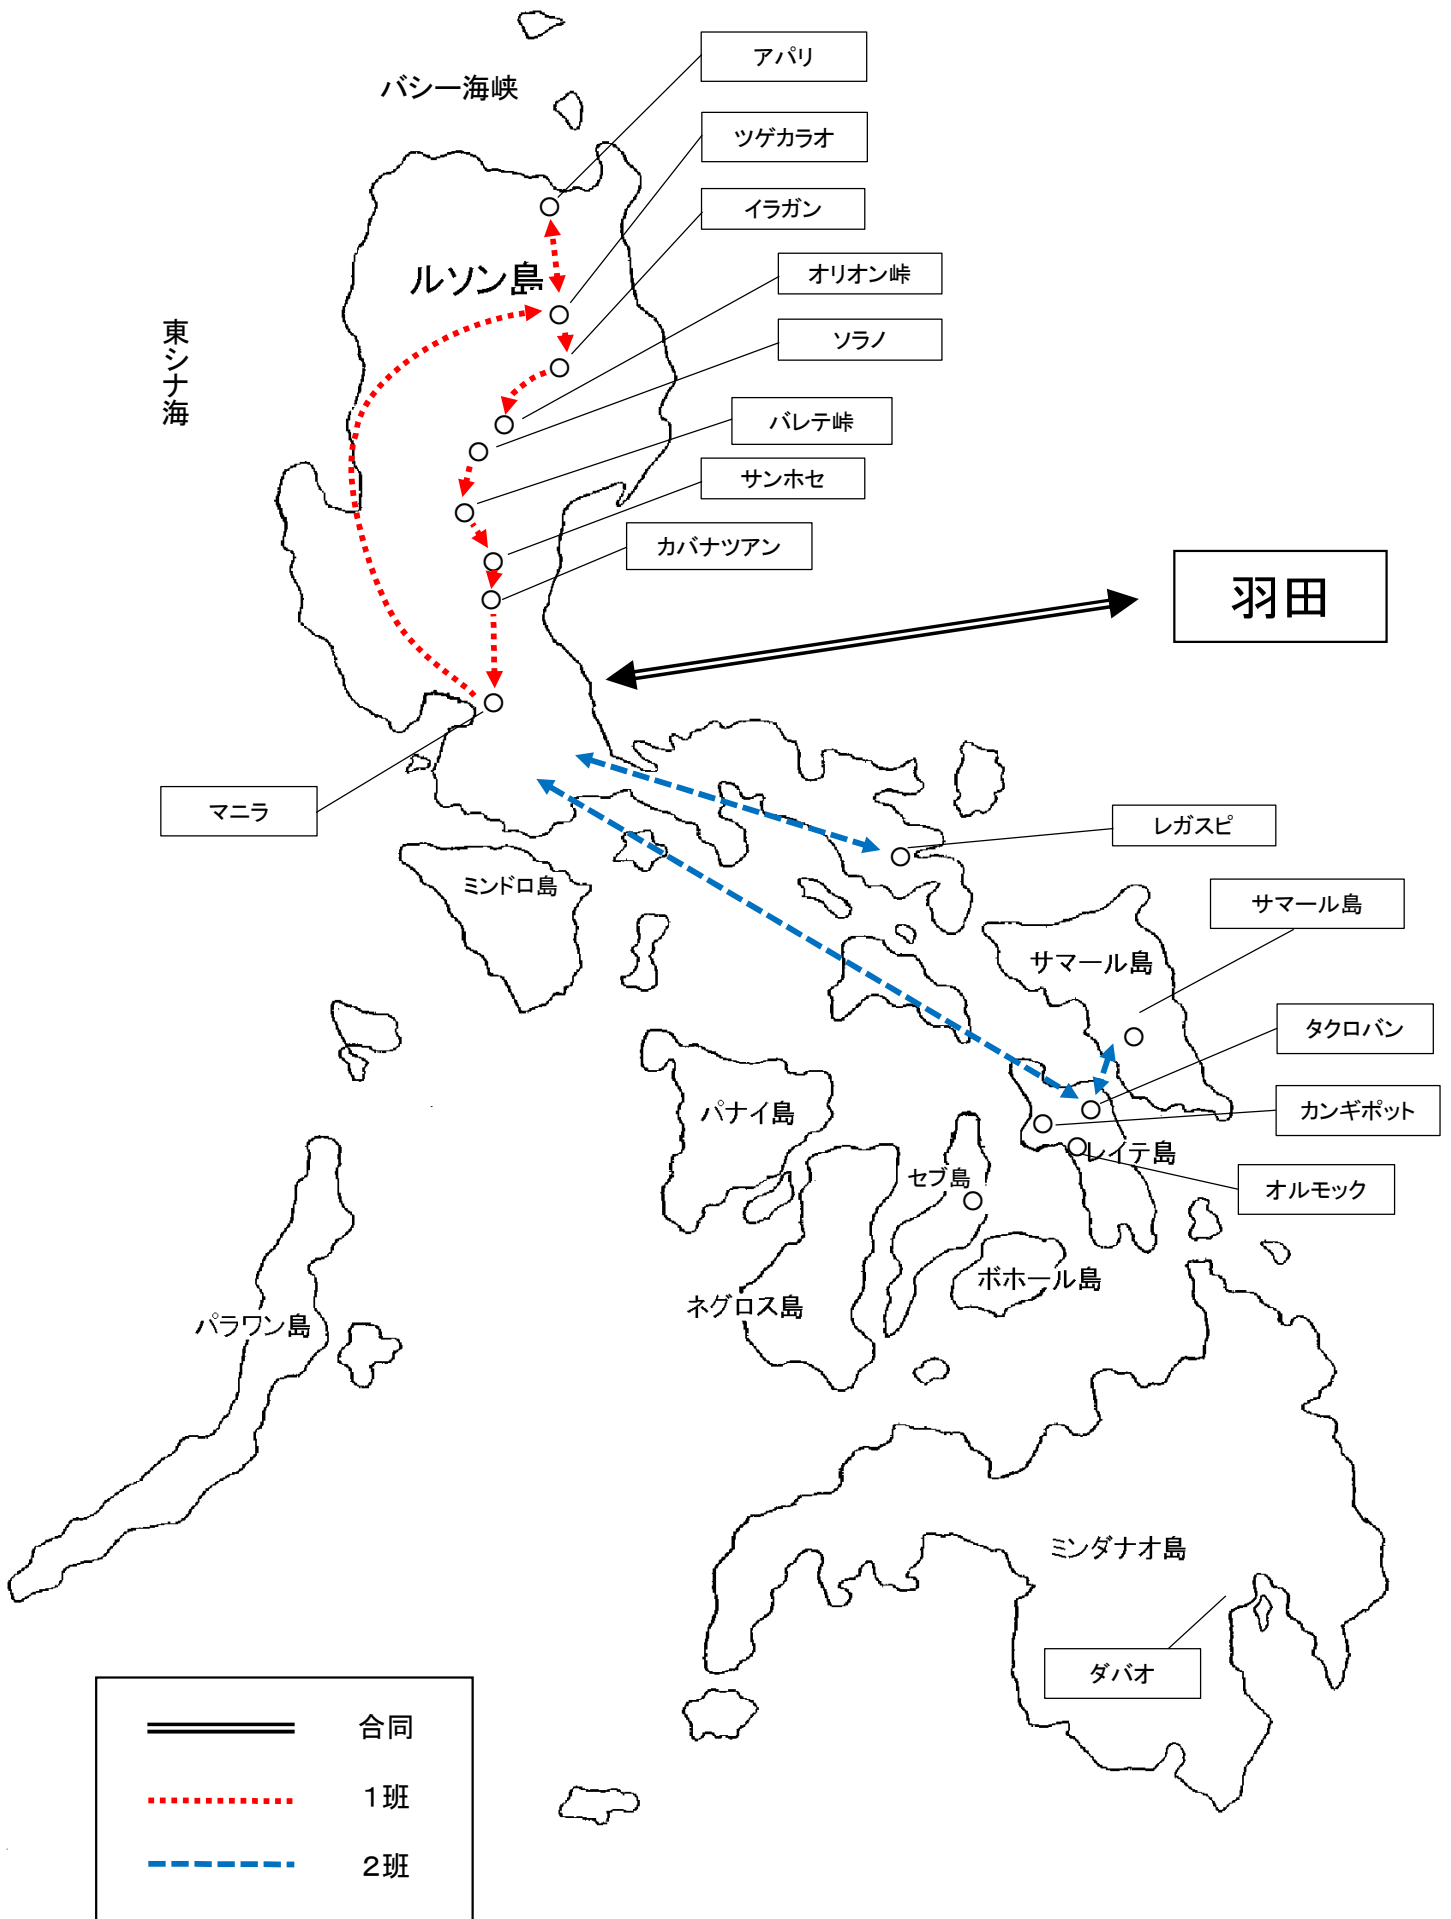 アパリ
バシー海峡
ツゲカラオ
イラガン
オリオン峠
ルソン島
ソラノ
東シナ海
バレテ峠
サンホセ
カバナツアン
羽田
マニラ
レガスピ
ミンドロ島
サマール島
サマール島
タクロバン
パナイ島
カンギポット
レイテ島
セブ島
オルモック
ボホール島
ネグロス島
パラワン島
ミンダナオ島
ダバオ
合同
1班
2班